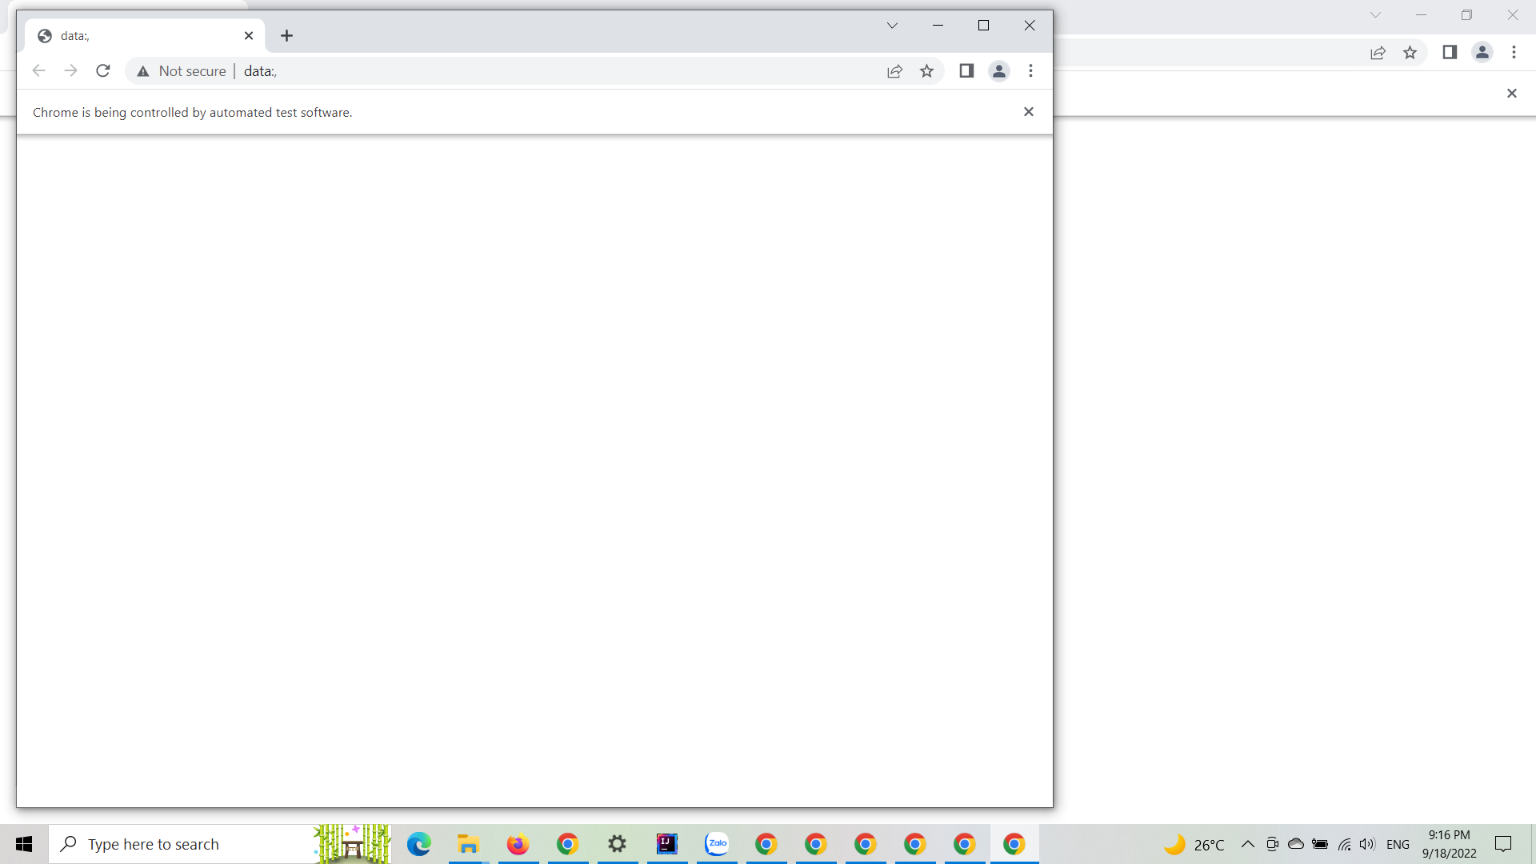 data:,
Not secure
data:,
Chrome is being controlled by automated test software.
Type here to search
IJ
Zalo
26°C
ENG
9:16 PM
9/18/2022